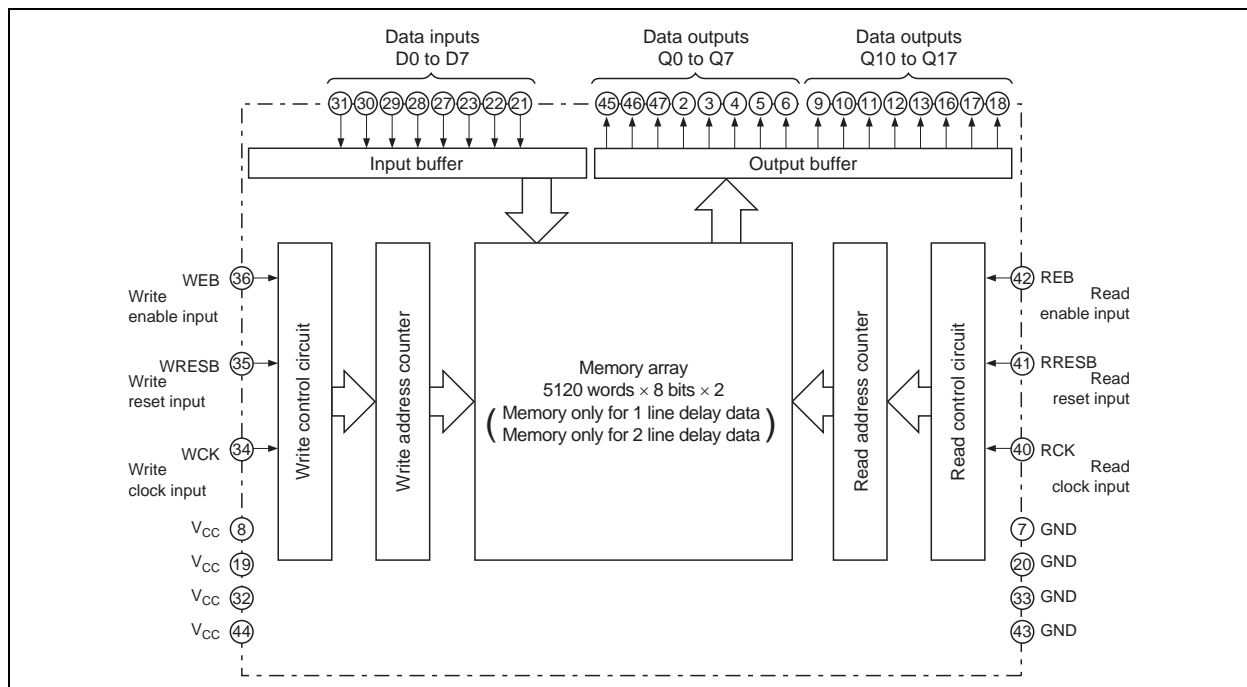 Data inputs
D0 to D7
Data outputs
Q0 to Q7
Data outputs
Q10 to Q17
31 30 29 28 27 23 22 21
45 46 47 2 3 4 5 6
9 10 11 12 13 16 17 18
Input buffer
Output buffer
WEB 36
Write
enable input
WRESB 35
Write
reset input
WCK 34
Write
clock input
VCC 8
VCC 19
VCC 32
VCC 44
Write control circuit
Write address counter
Memory array
5120 words × 8 bits × 2
( Memory only for 1 line delay data
Memory only for 2 line delay data )
Read address counter
Read control circuit
42 REB
Read
enable input
41 RRESB
Read
reset input
40 RCK
Read
clock input
7 GND
20 GND
33 GND
43 GND